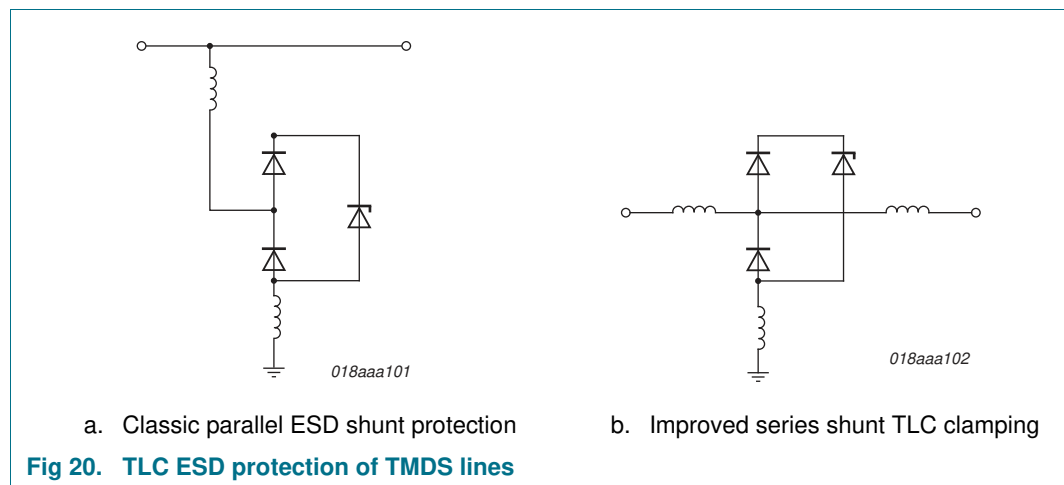 018aaa101
018aaa102
a. Classic parallel ESD shunt protection
b. Improved series shunt TLC clamping
Fig 20. TLC ESD protection of TMDS lines